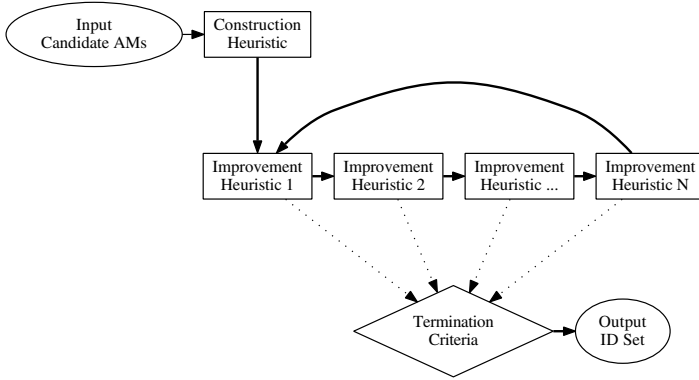 Input
Candidate AMs
Construction
Heuristic
Improvement
Heuristic 1
Improvement
Heuristic 2
Improvement
Heuristic ...
Improvement
Heuristic N
Termination
Criteria
Output
ID Set